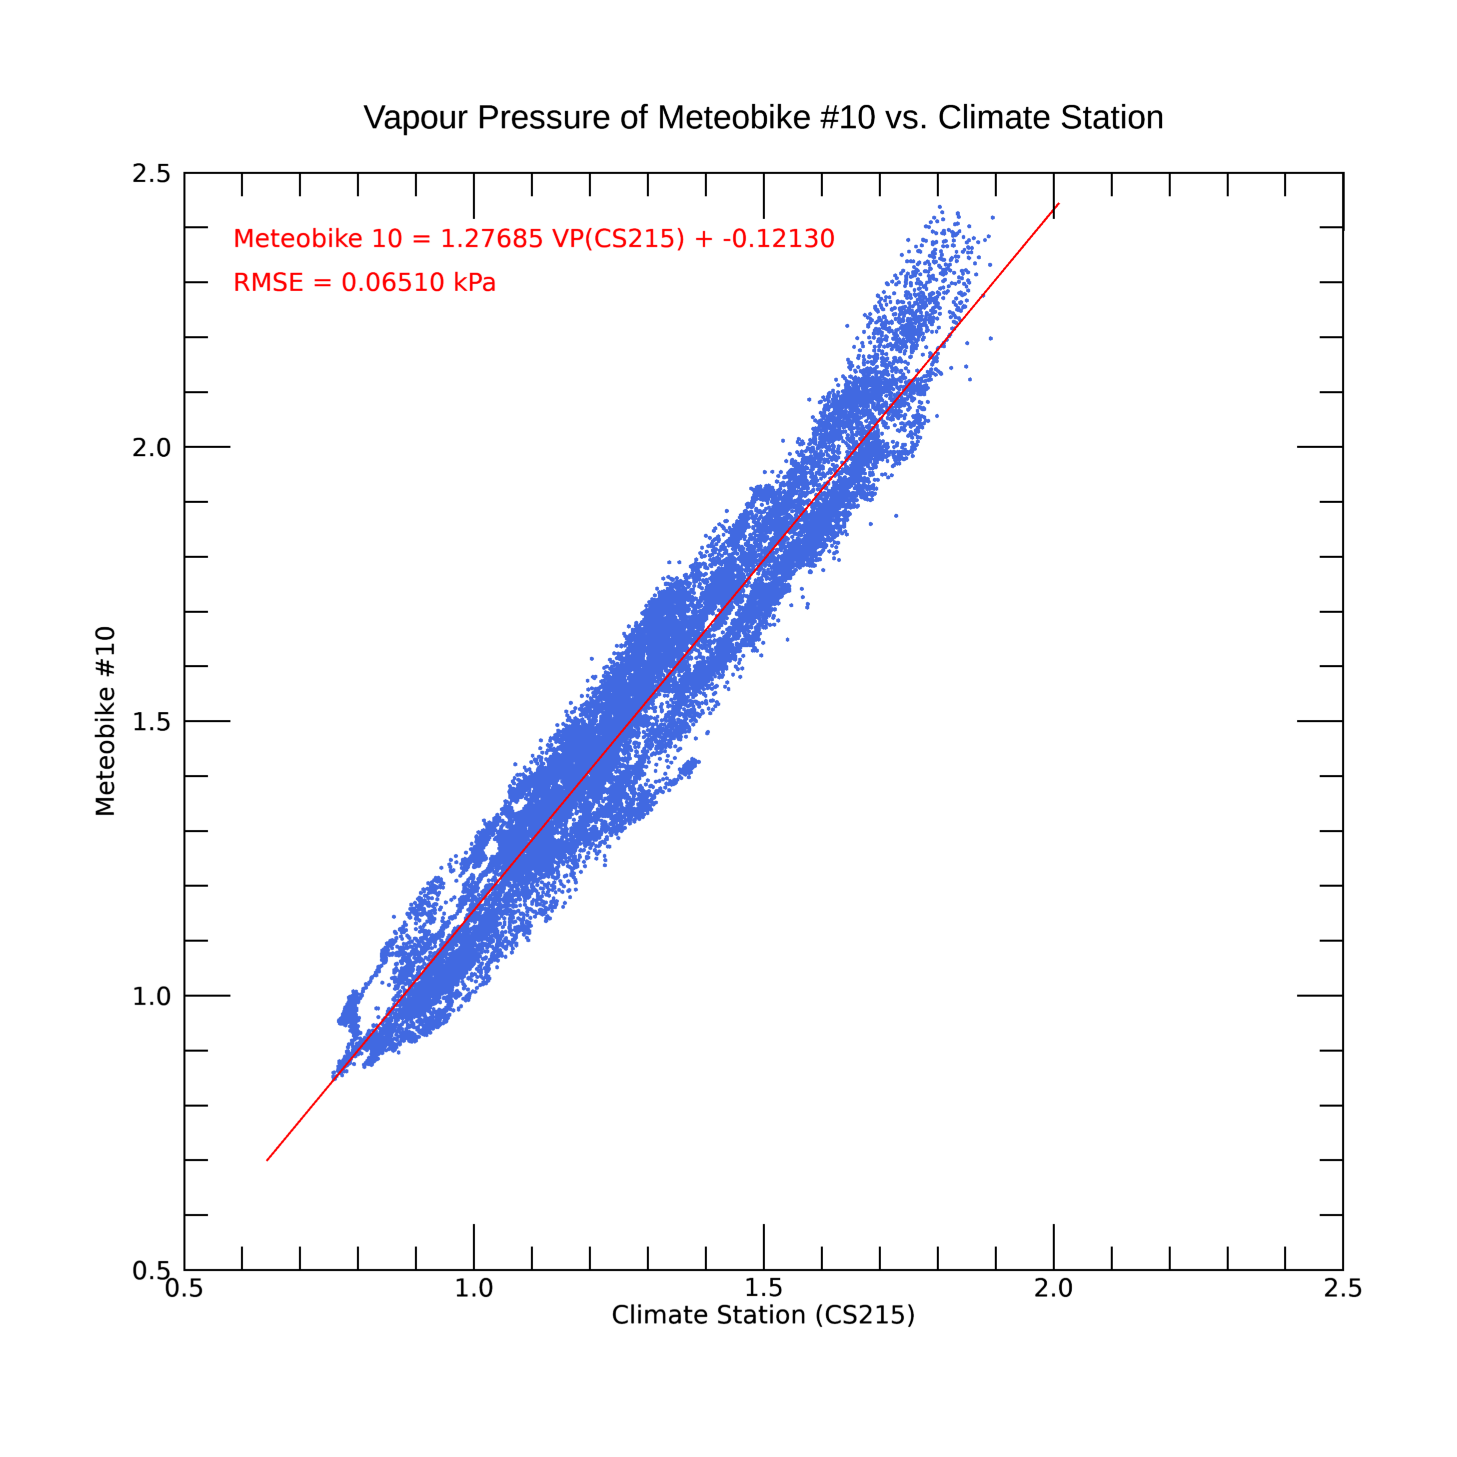 Vapour Pressure of Meteobike #10 vs. Climate Station
2.5
Meteobike 10 = 1.27685 VP(CS215) + -0.12130
RMSE = 0.06510 kPa
2.0
Meteobike #10
1.5
1.0
0.5
0.5 1.0 1.5 2.0 2.5
Climate Station (CS215)